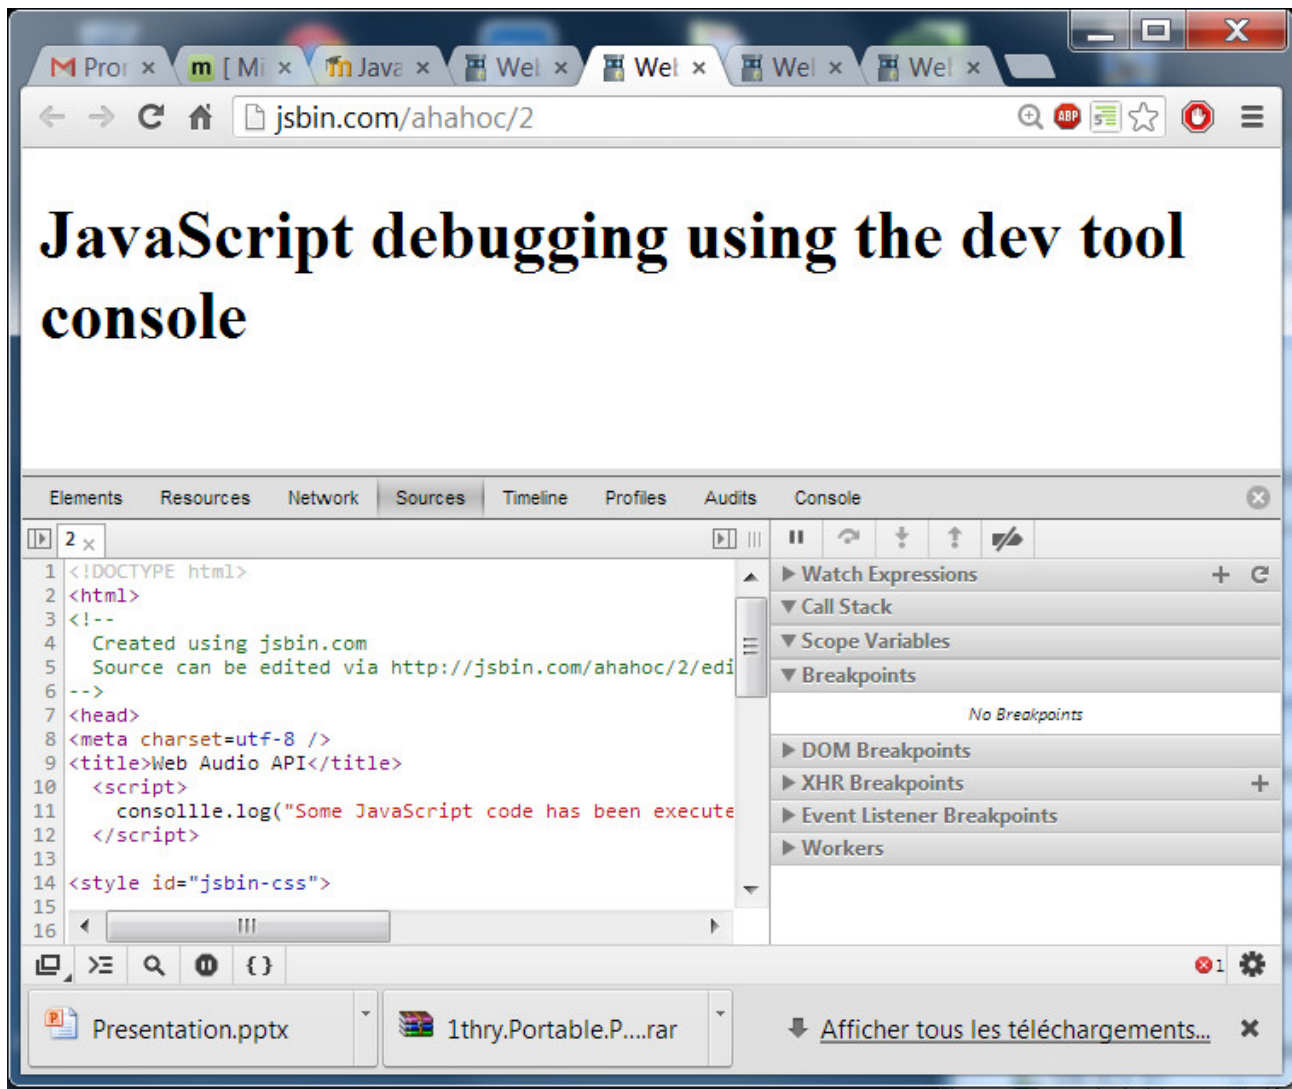 Pror
m [ Mi
Java
Wel
Wel
Wel
Wel
jsbin.com/ahahoc/2
ABP
JavaScript debugging using the dev tool
console
Elements Resources Network Sources Timeline Profiles Audits Console
2
1 <!DOCTYPE html>
2 <html>
3 <!--
4 Created using jsbin.com
5 Source can be edited via http://jsbin.com/ahahoc/2/edi
6 -->
7 <head>
8 <meta charset=utf-8 />
9 <title>Web Audio API</title>
10 <script>
11 consollle.log("Some JavaScript code has been execute
12 </script>
13
14 <style id="jsbin-css">
15
16
Watch Expressions
Call Stack
Scope Variables
Breakpoints
No Breakpoints
DOM Breakpoints
XHR Breakpoints
Event Listener Breakpoints
Workers
{}
1
Presentation.pptx
1thry.Portable.P....rar
Afficher tous les téléchargements...